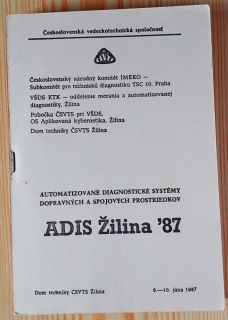 Československá vedeckotechnická spoločnosť
ČSVTS
Československý národný komitét IMEKO —
Subkomitét pre technickú diagnostiku TSC 10, Praha
VŠDS KTK — oddelenie merania a automatizovanej
diagnostiky, Žilina
Pobočka ČSVTS pri VŠDS,
OS Aplikovaná kybernetika, Žilina
Dom techniky ČSVTS Žilina
AUTOMATIZOVANÉ DIAGNOSTICKÉ SYSTÉMY
DOPRAVNÝCH A SPOJOVÝCH PROSTRIEDKOV
ADIS Žilina '87
Dom techniky ČSVTS Žilina
9.—10. júna 1987